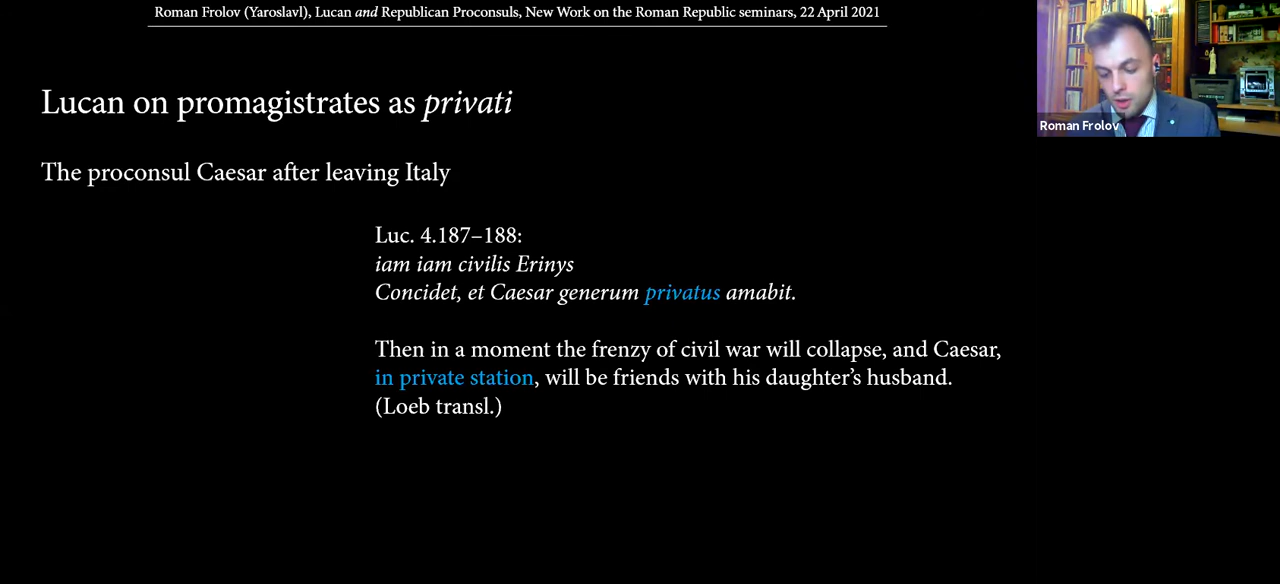 Roman Frolov (Yaroslavl), Lucan and Republican Proconsuls, New Work on the Roman Republic seminars, 22 April 2021
Roman Frolov
Lucan on promagistrates as privati
The proconsul Caesar after leaving Italy
Luc. 4.187–188:
iam iam civilis Erinys
Concidet, et Caesar generum privatus amabit.
Then in a moment the frenzy of civil war will collapse, and Caesar,
in private station, will be friends with his daughter’s husband.
(Loeb transl.)